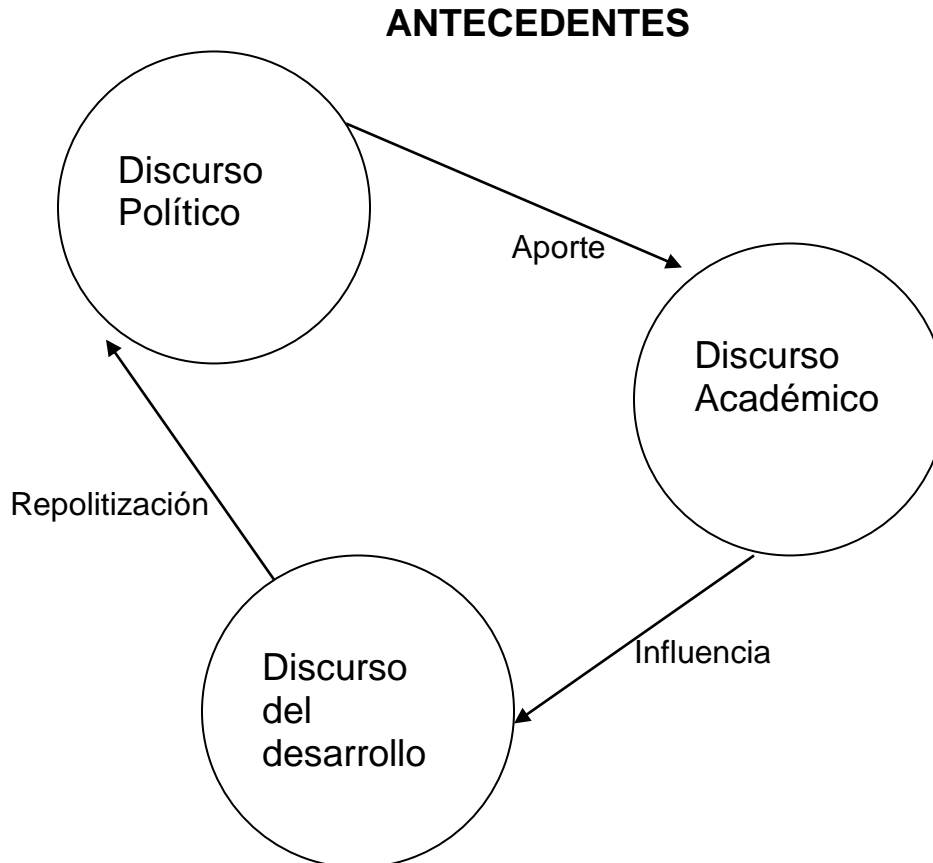 ANTECEDENTES
Discurso
Político
Aporte
Discurso
Académico
Repolitización
Influencia
Discurso
del
desarrollo